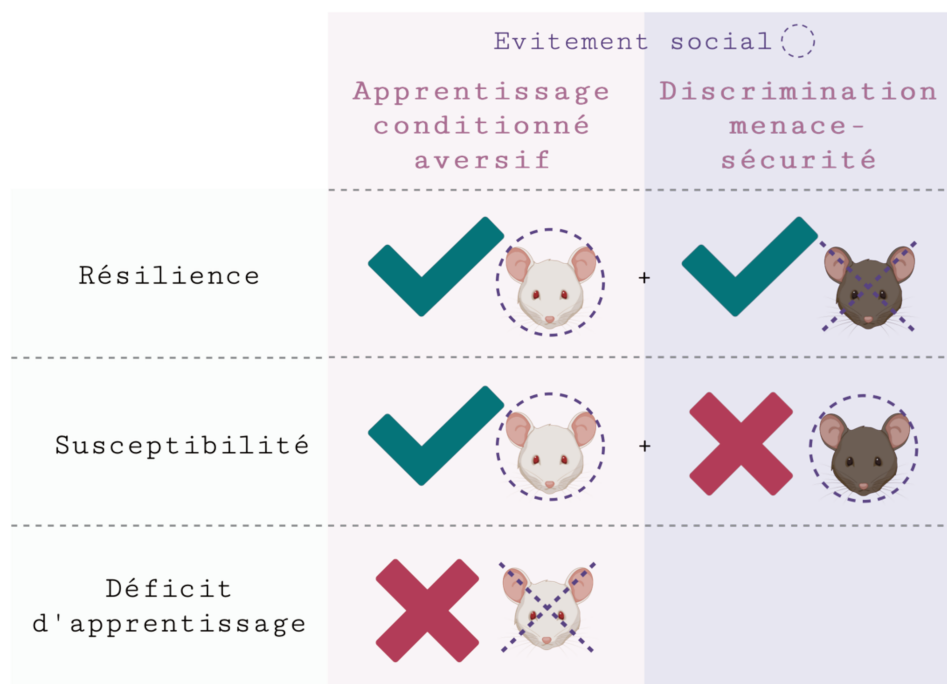 Evitement social
Apprentissage
conditionné
aversif
Discrimination
menace-
sécurité
Résilience
+
Susceptibilité
+
Déficit
d'apprentissage